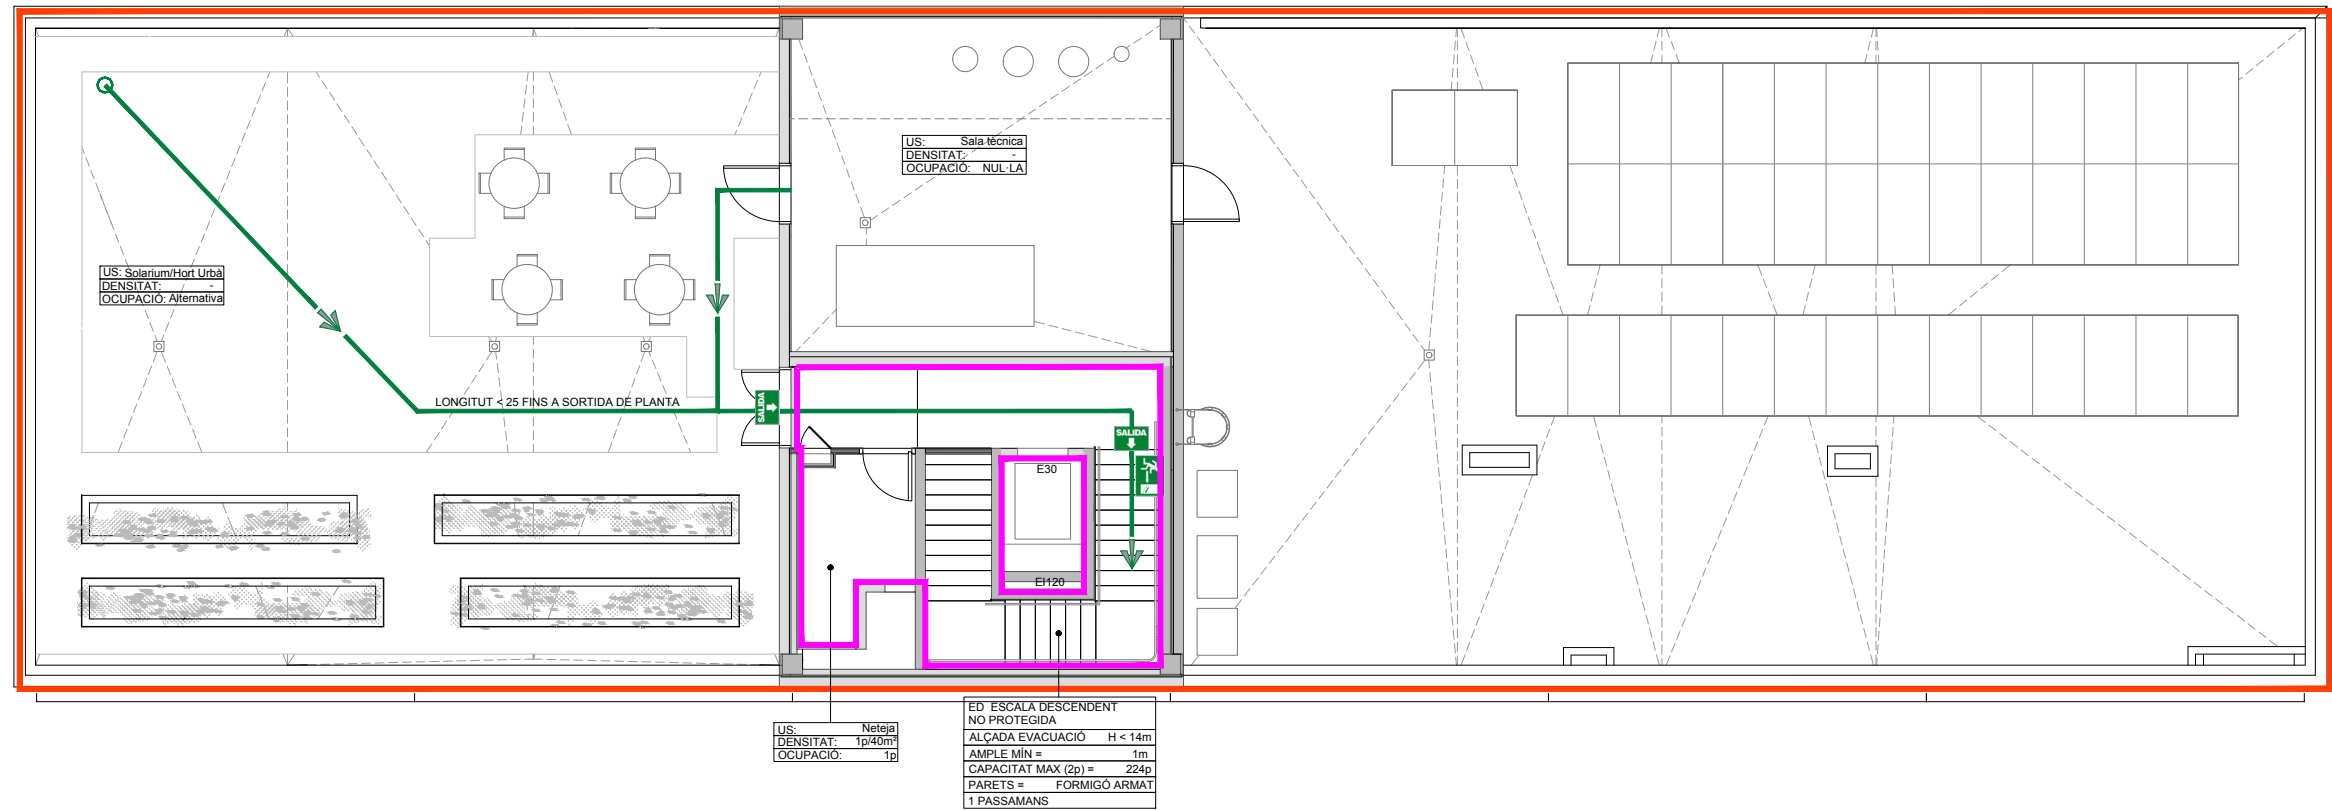 US: Sala tècnica
DENSITAT: -
OCUPACIÓ: NUL·LA
US: Solarium/Hort Urbà
DENSITAT: -
OCUPACIÓ: Alternativa
LONGITUT < 25 FINS A SORTIDA DE PLANTA
SALIDA
SALIDA
E30
EI120
US: Neteja
DENSITAT: 1p/40m²
OCUPACIÓ: 1p
ED ESCALA DESCENDENT
NO PROTEGIDA
ALÇADA EVACUACIÓ H < 14m
AMPLE MÍN = 1m
CAPACITAT MAX (2p) = 224p
PARETS = FORMIGÓ ARMAT
1 PASSAMANS